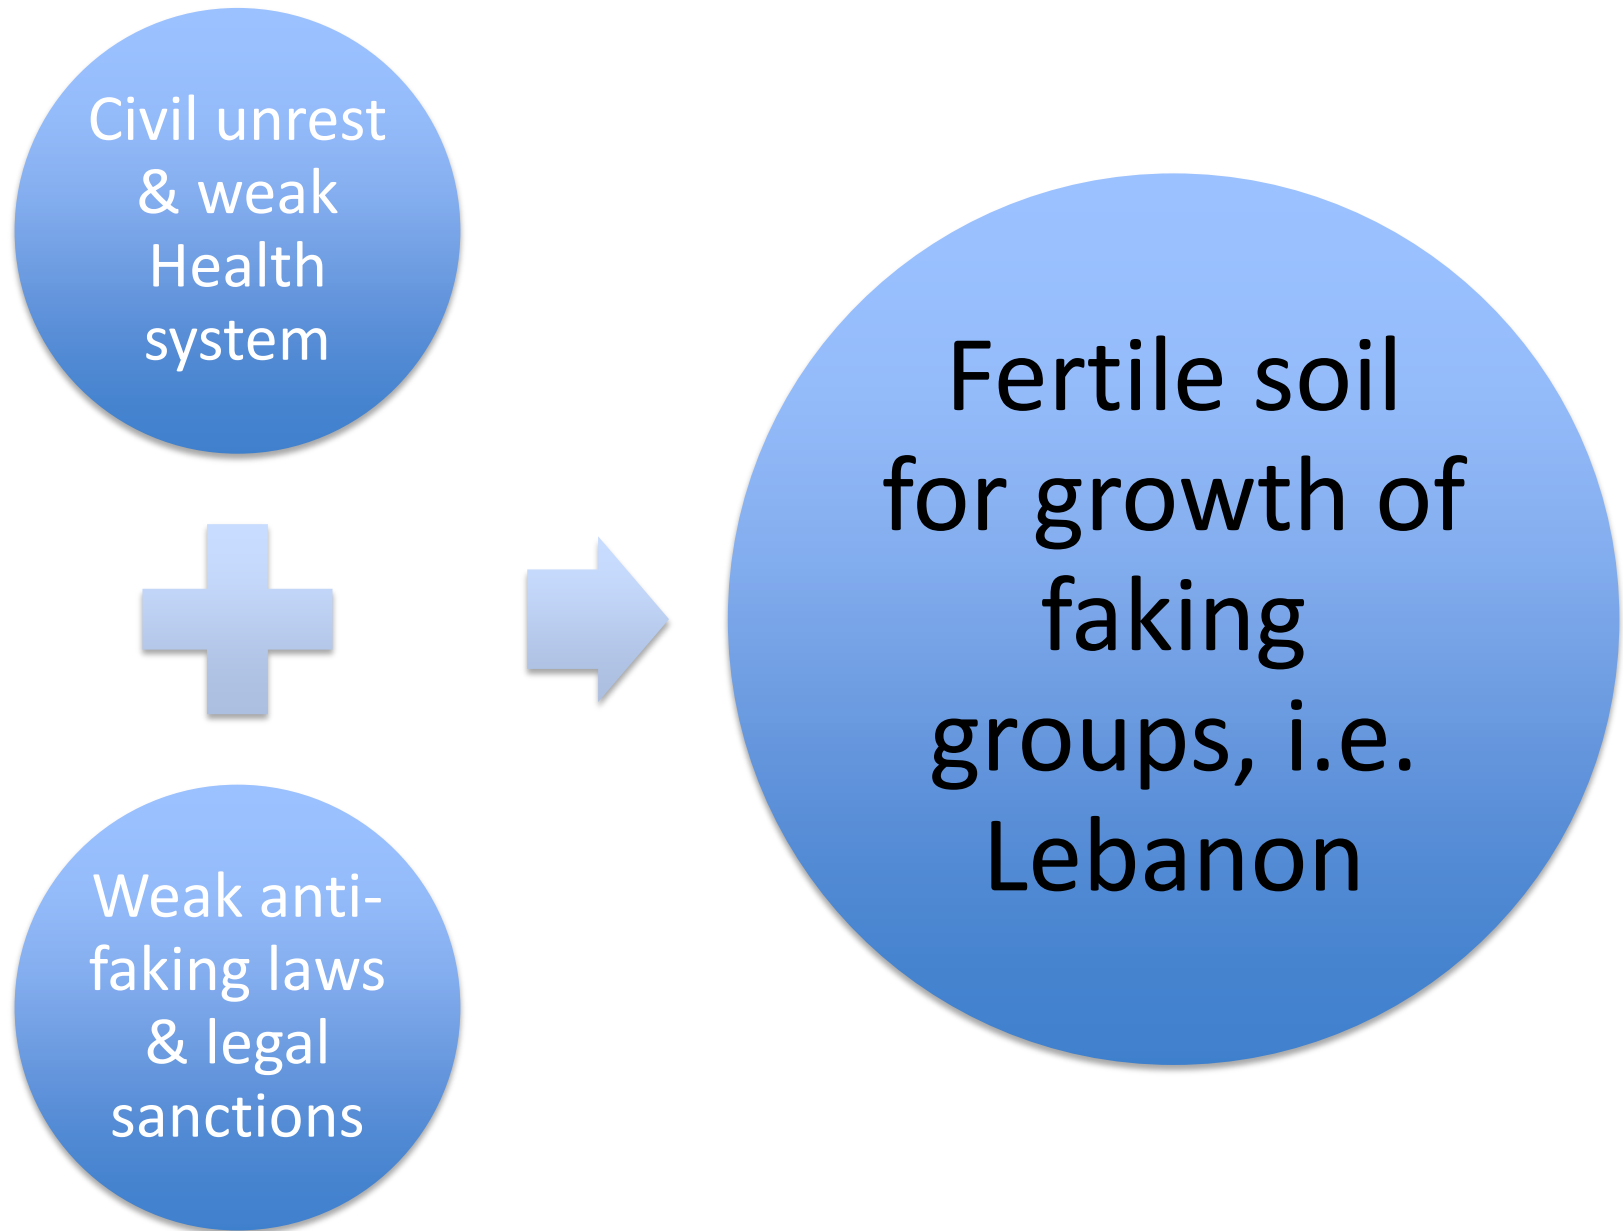 Civil unrest
& weak
Health
system
Weak anti-
faking laws
& legal
sanctions
Fertile soil
for growth of
faking
groups, i.e.
Lebanon